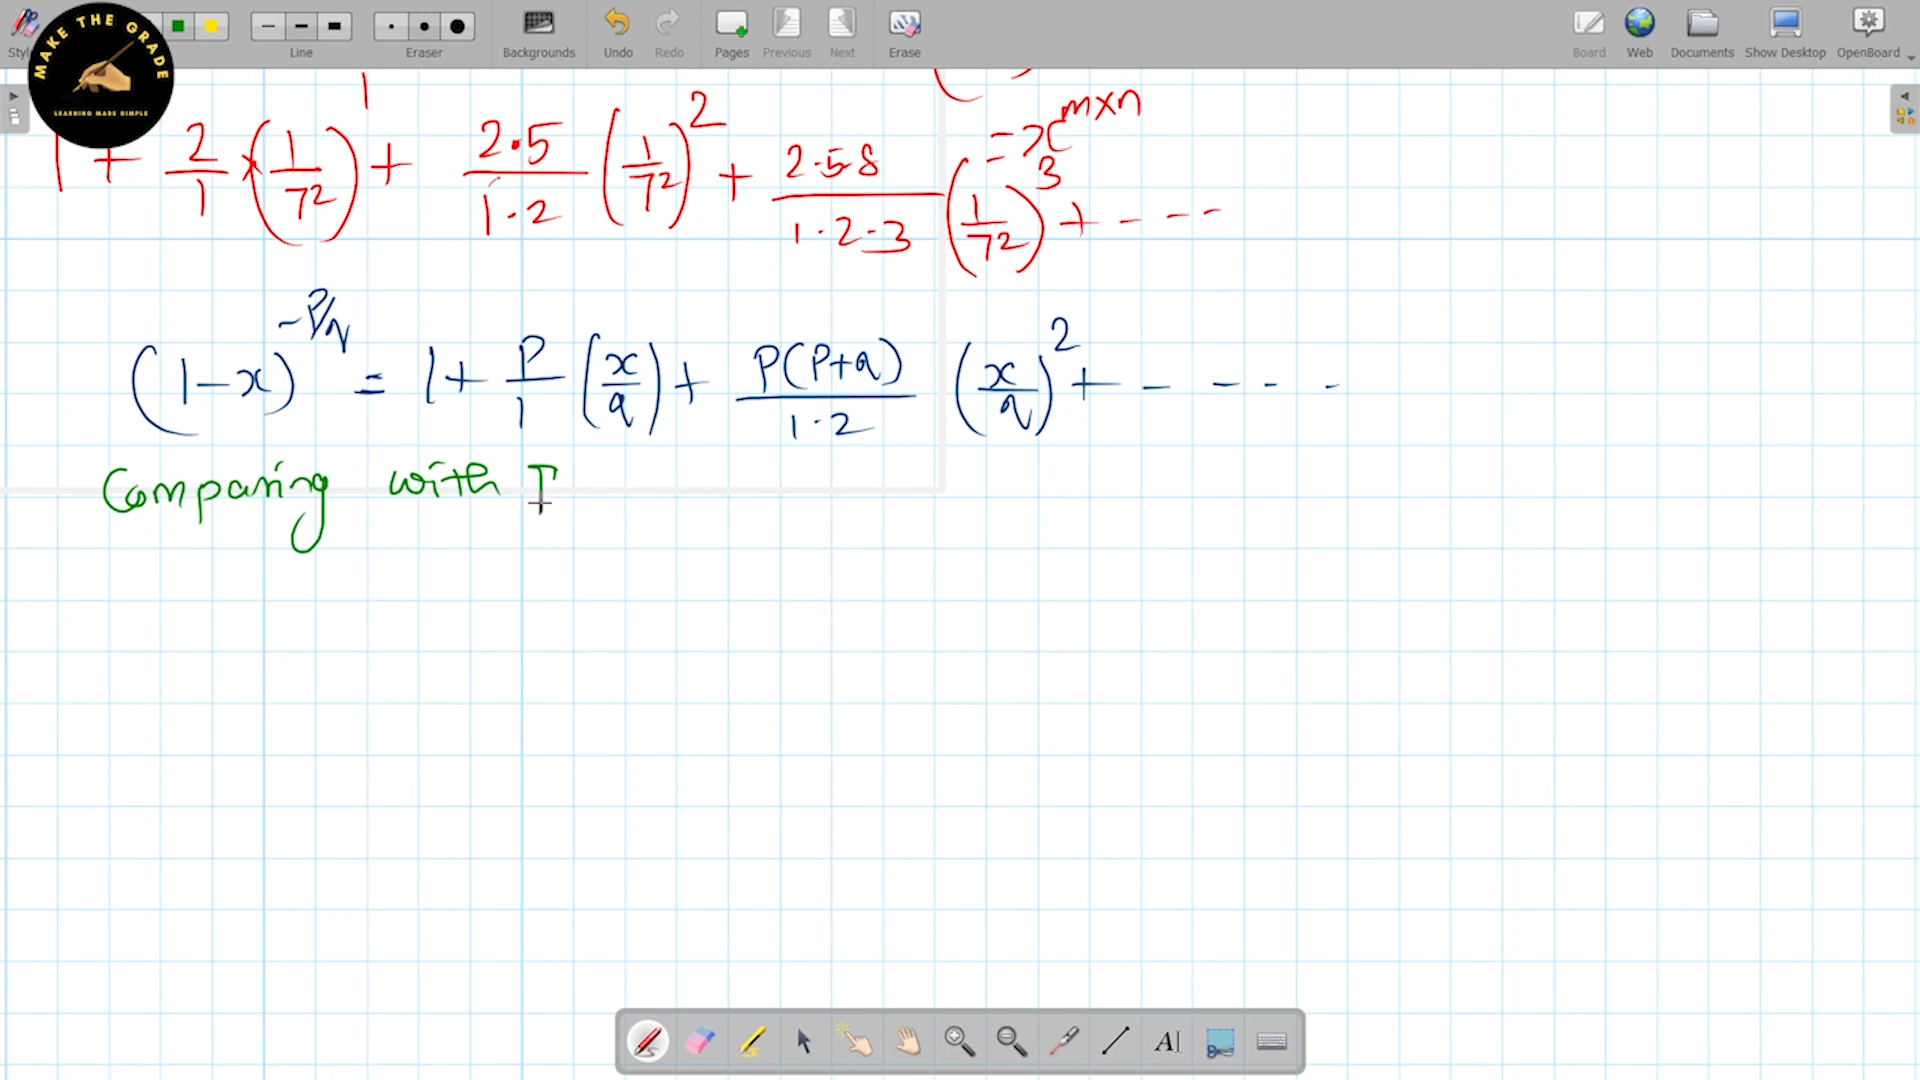 Line
Eraser
Backgrounds
Undo
Redo
Pages
Previous
Next
Erase
Board
Web
Documents
Show Desktop
OpenBoard
MAKE THE GRADE
LEARNING MADE SIMPLE
= x^{m×n}
1 + 2/1 × (1/7²)^1 + 2·5/1·2 (1/7²)^2 + 2·5·8/1·2·3 (1/7²)^3 + - - - -
(1-x)^{-P/q} = 1 + P/1 (x/q) + P(P+q)/1·2 (x/q)^2 + - - - -
Comparing with I
AI